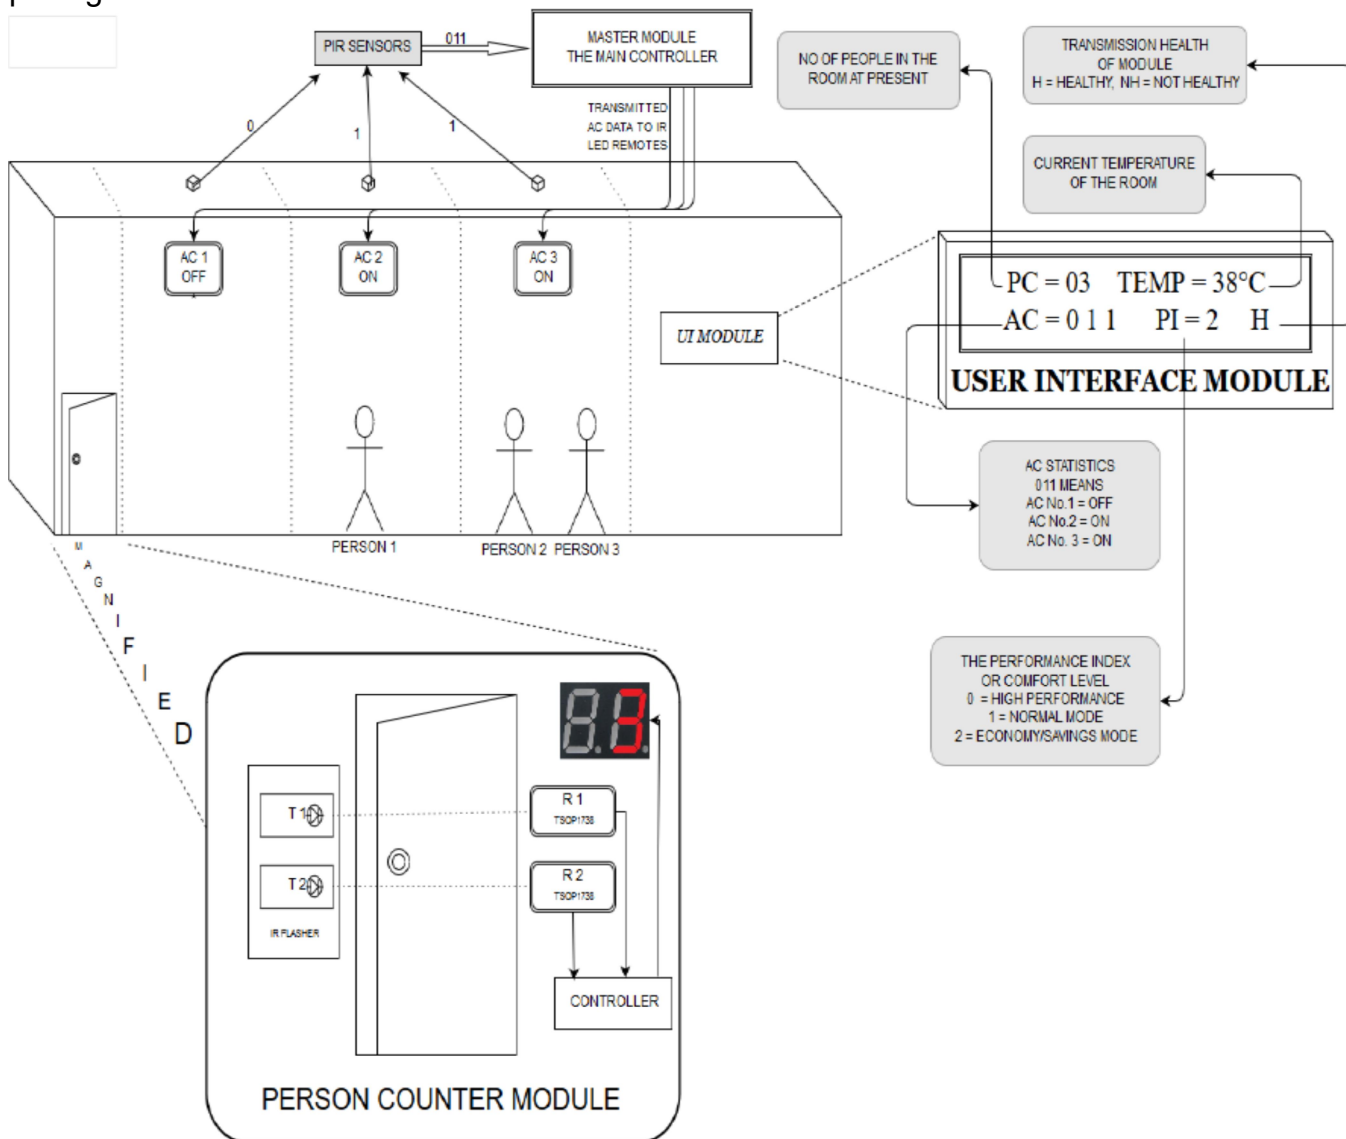 PIR SENSORS
011
MASTER MODULE
THE MAIN CONTROLLER
NO OF PEOPLE IN THE
ROOM AT PRESENT
TRANSMISSION HEALTH
OF MODULE
H = HEALTHY, NH = NOT HEALTHY
0
1
1
TRANSMITTED
AC DATA TO IR
LED REMOTES
CURRENT TEMPERATURE
OF THE ROOM
AC 1
OFF
AC 2
ON
AC 3
ON
UI MODULE
PC = 03 TEMP = 38°C
AC = 0 1 1 PI = 2 H
USER INTERFACE MODULE
AC STATISTICS
011 MEANS
AC No.1 = OFF
AC No.2 = ON
AC No. 3 = ON
PERSON 1
PERSON 2
PERSON 3
MAGNIFIED
THE PERFORMANCE INDEX
OR COMFORT LEVEL
0 = HIGH PERFORMANCE
1 = NORMAL MODE
2 = ECONOMY/SAVINGS MODE
3
T 1
R 1
TSOP1738
T 2
R 2
TSOP1738
IR FLASHER
CONTROLLER
PERSON COUNTER MODULE